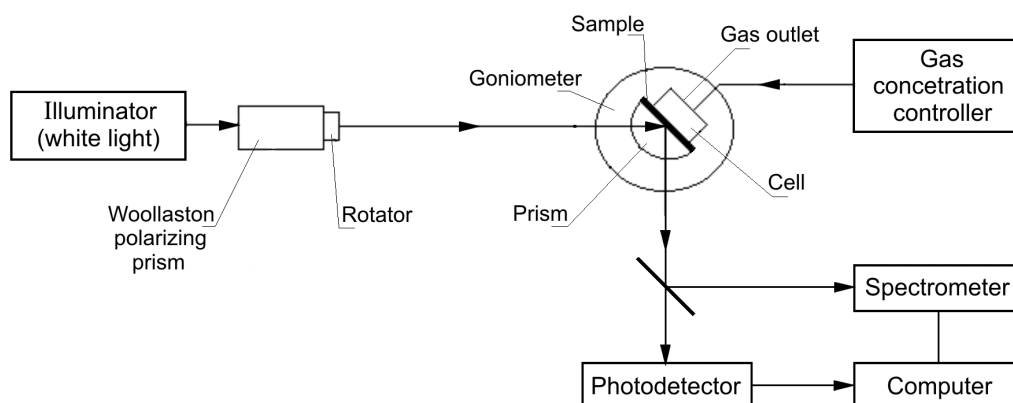 Sample
Gas outlet
Goniometer
Gas
concetration
controller
Illuminator
(white light)
Cell
Prism
Woollaston
polarizing
prism
Rotator
Spectrometer
Photodetector
Computer